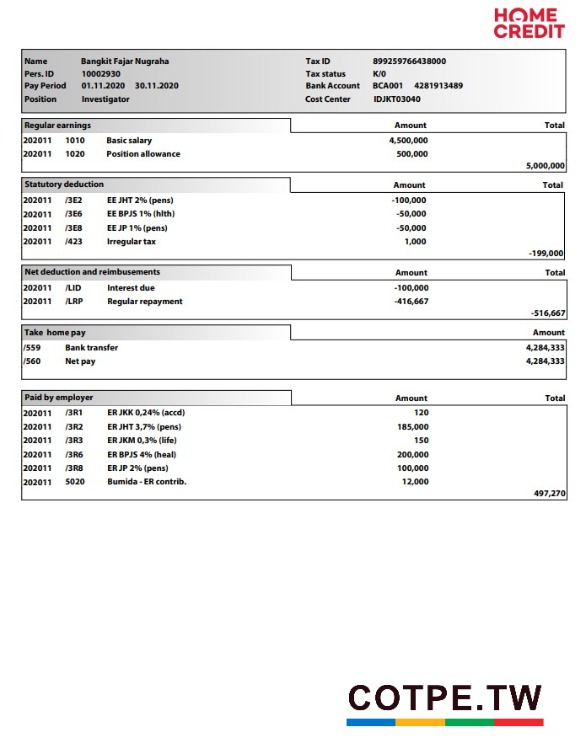 HOME
CREDIT
Name Bangkit Fajar Nugraha Tax ID 899259766438000
Pers. ID 10002930 Tax status K/0
Pay Period 01.11.2020 30.11.2020 Bank Account BCA001 4281913489
Position Investigator Cost Center IDJKT03040
Regular earnings Amount Total
202011 1010 Basic salary 4,500,000
202011 1020 Position allowance 500,000
5,000,000
Statutory deduction Amount Total
202011 /3E2 EE JHT 2% (pens) -100,000
202011 /3E6 EE BPJS 1% (hlth) -50,000
202011 /3E8 EE JP 1% (pens) -50,000
202011 /423 Irregular tax 1,000
-199,000
Net deduction and reimbusements Amount Total
202011 /LID Interest due -100,000
202011 /LRP Regular repayment -416,667
-516,667
Take home pay Amount
/559 Bank transfer 4,284,333
/560 Net pay 4,284,333
Paid by employer Amount Total
202011 /3R1 ER JKK 0,24% (accd) 120
202011 /3R2 ER JHT 3,7% (pens) 185,000
202011 /3R3 ER JKM 0,3% (life) 150
202011 /3R6 ER BPJS 4% (heal) 200,000
202011 /3R8 ER JP 2% (pens) 100,000
202011 5020 Bumida - ER contrib. 12,000
497,270
COTPE.TW